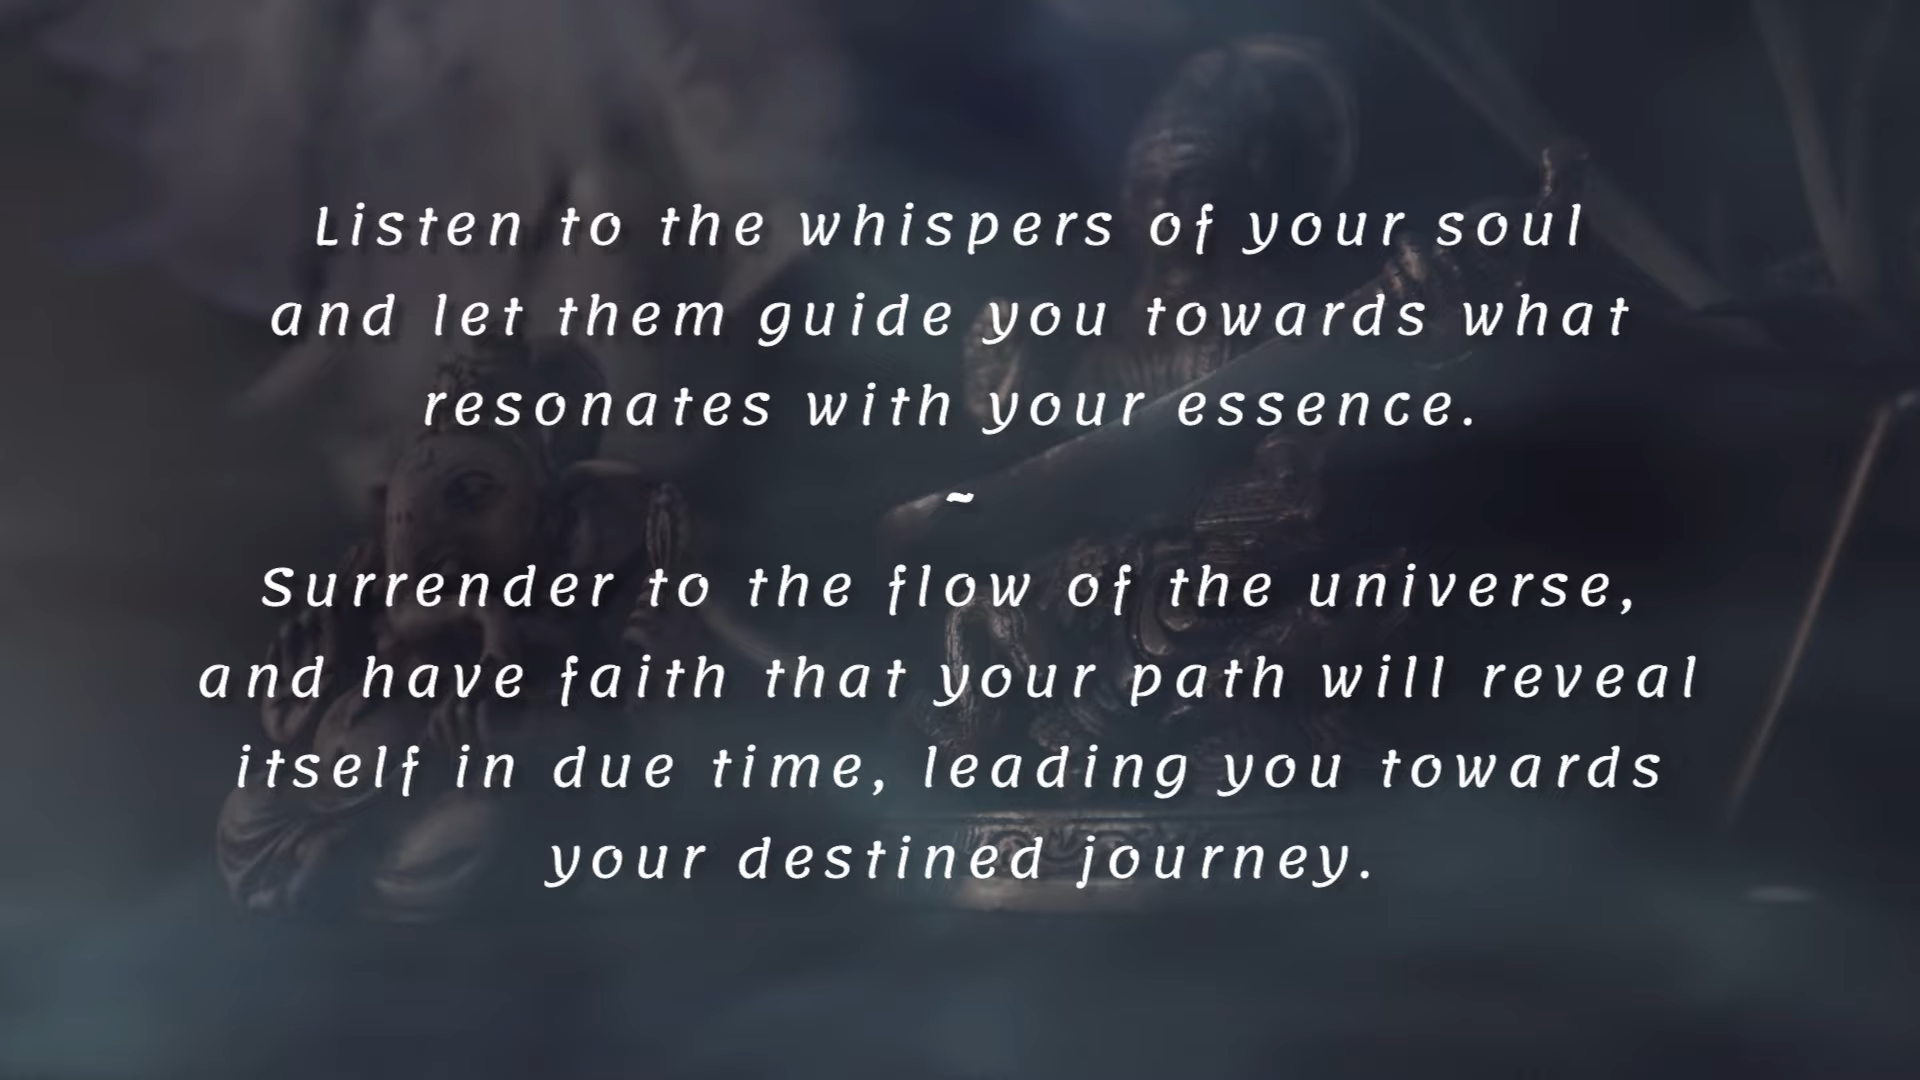 Listen to the whispers of your soul
and let them guide you towards what
resonates with your essence.
~
Surrender to the flow of the universe,
and have faith that your path will reveal
itself in due time, leading you towards
your destined journey.